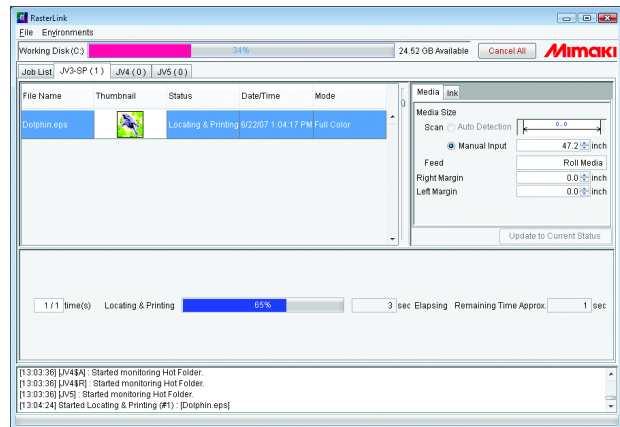 RasterLink
File Environments
Working Disk (C:) 34% 24.52 GB Available Cancel All Mimaki
Job List JV3-SP ( 1 ) JV4 ( 0 ) JV5 ( 0 )
File Name Thumbnail Status Date/Time Mode
Dolphin.eps Locating & Printing 6/22/07 1:04:17 PM Full Color
Media Ink
Media Size
Scan Auto Detection 0.0
Manual Input 47.2 inch
Feed Roll Media
Right Margin 0.0 inch
Left Margin 0.0 inch
Update to Current Status
1 / 1 time(s) Locating & Printing 65% 3 sec Elapsing Remaining Time Approx. 1 sec
[13:03:36] [JV4$A] : Started monitoring Hot Folder.
[13:03:36] [JV4$R] : Started monitoring Hot Folder.
[13:03:36] [JV5] : Started monitoring Hot Folder.
[13:04:24] Started Locating & Printing (#1) : [Dolphin.eps]